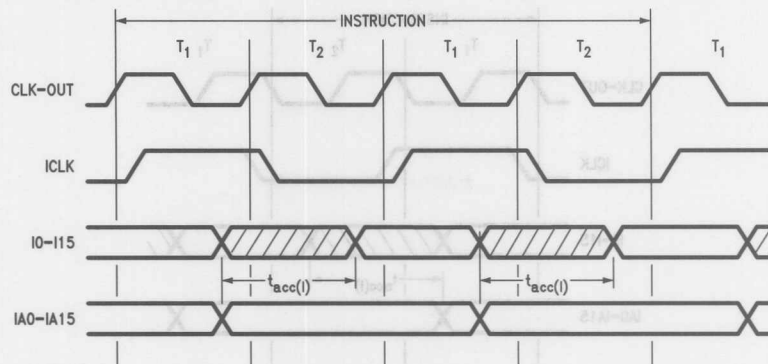 INSTRUCTION
T1 T2 T1 T2 T1
CLK-OUT
ICLK
I0-I15
tacc(I) tacc(I)
IA0-IA15